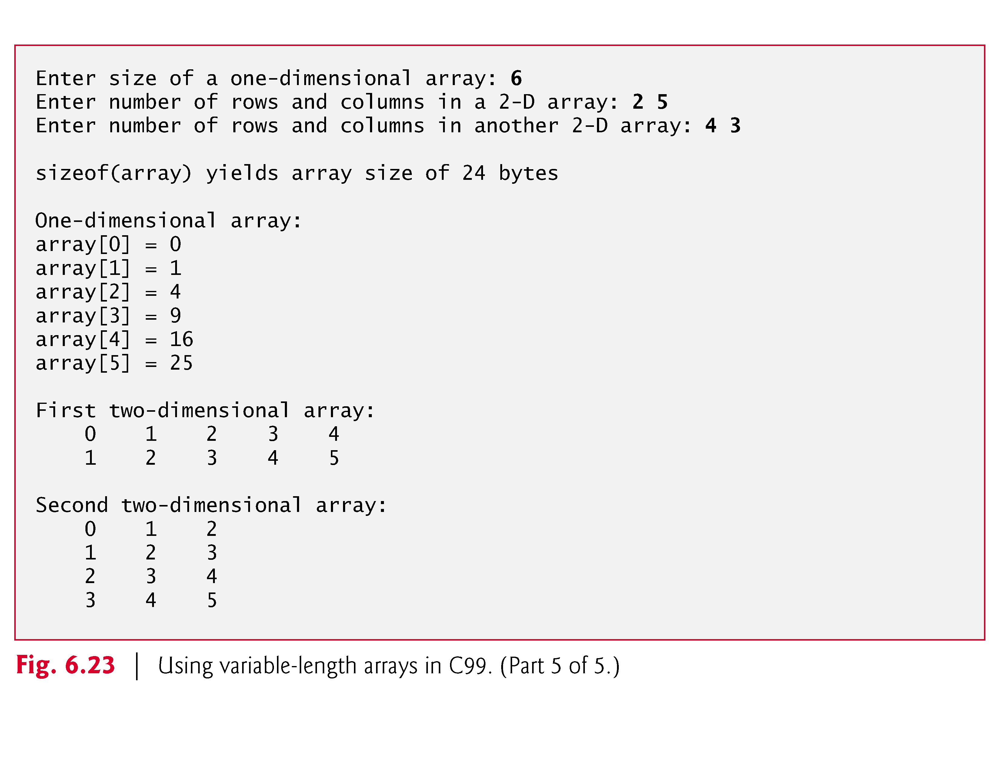 Enter size of a one-dimensional array: 6
Enter number of rows and columns in a 2-D array: 2 5
Enter number of rows and columns in another 2-D array: 4 3
sizeof(array) yields array size of 24 bytes
One-dimensional array:
array[0] = 0
array[1] = 1
array[2] = 4
array[3] = 9
array[4] = 16
array[5] = 25
First two-dimensional array:
0 1 2 3 4
1 2 3 4 5
Second two-dimensional array:
0 1 2
1 2 3
2 3 4
3 4 5
Fig. 6.23 | Using variable-length arrays in C99. (Part 5 of 5.)